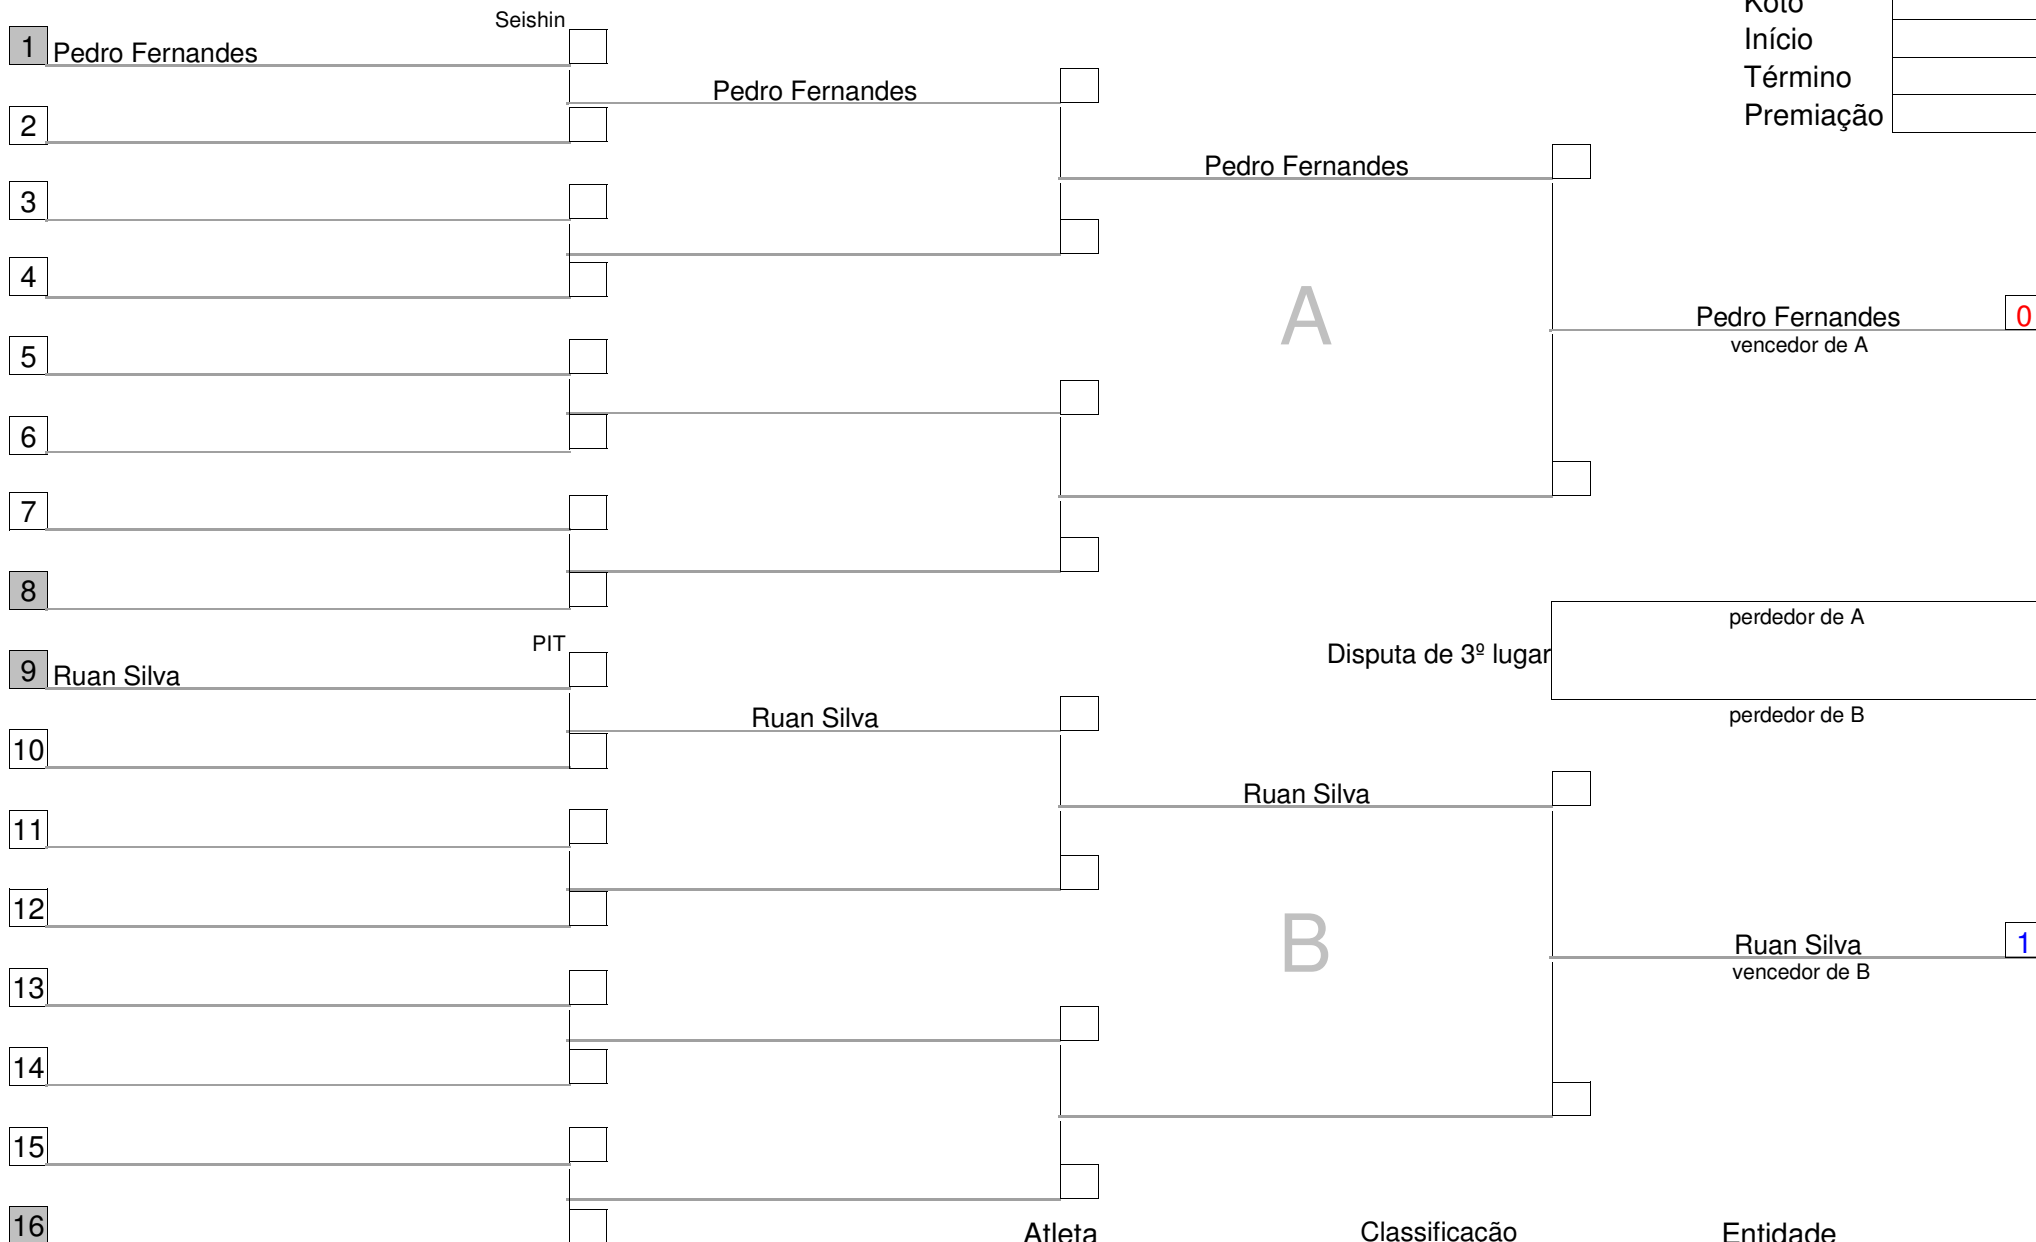 Koto
Seishin
1 Pedro Fernandes
Início
Término
Pedro Fernandes
Premiação
2
Pedro Fernandes
3
4
A
Pedro Fernandes 0
vencedor de A
5
6
7
8
perdedor de A
PIT
Disputa de 3º lugar
9 Ruan Silva
Ruan Silva
perdedor de B
10
Ruan Silva
11
12
B
Ruan Silva 1
vencedor de B
13
14
15
16
Atleta Classificação Entidade